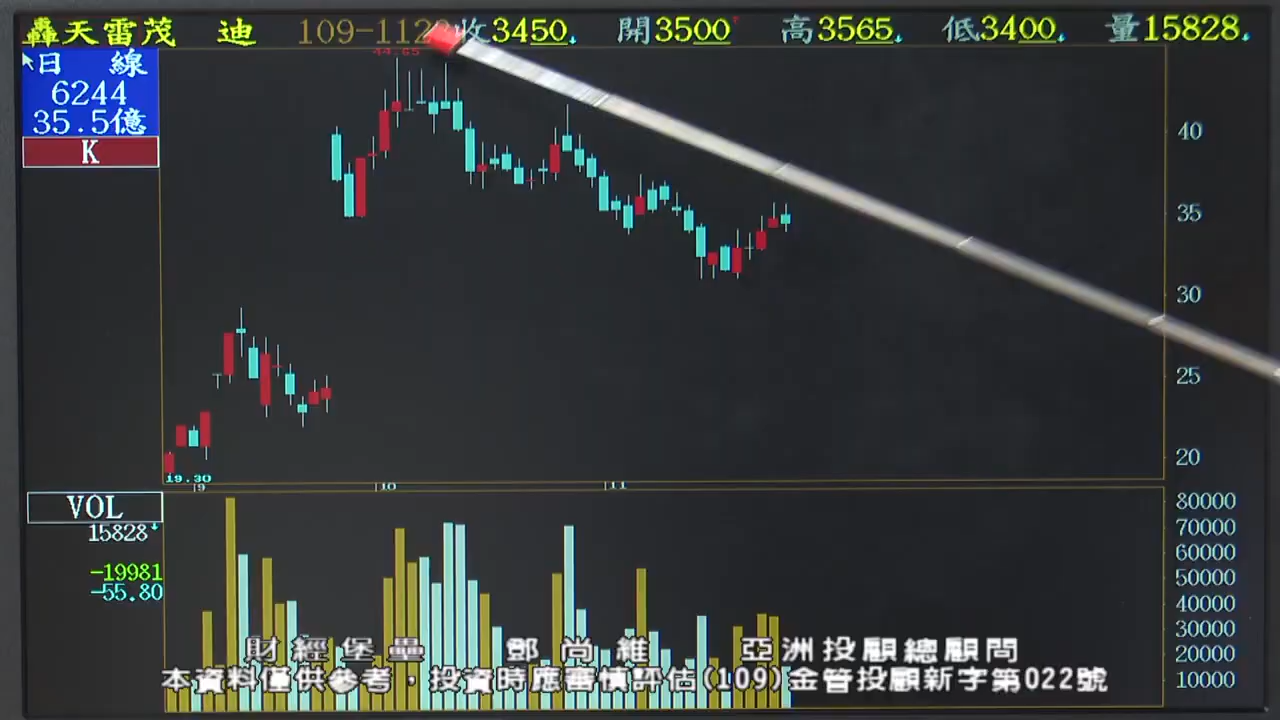 轟天雷茂 迪 109-112 收3450 開3500 高3565 低3400 量15828
日 線
6244
35.5億
K
44.65
40
35
30
25
20
19.30
9 10 11
VOL
15828
-19981
-55.80
80000
70000
60000
50000
40000
30000
20000
10000
財經堡壘 鄧尚維 亞洲投顧總顧問
本資料僅供參考，投資時應審慎評估(109)金管投顧新字第022號